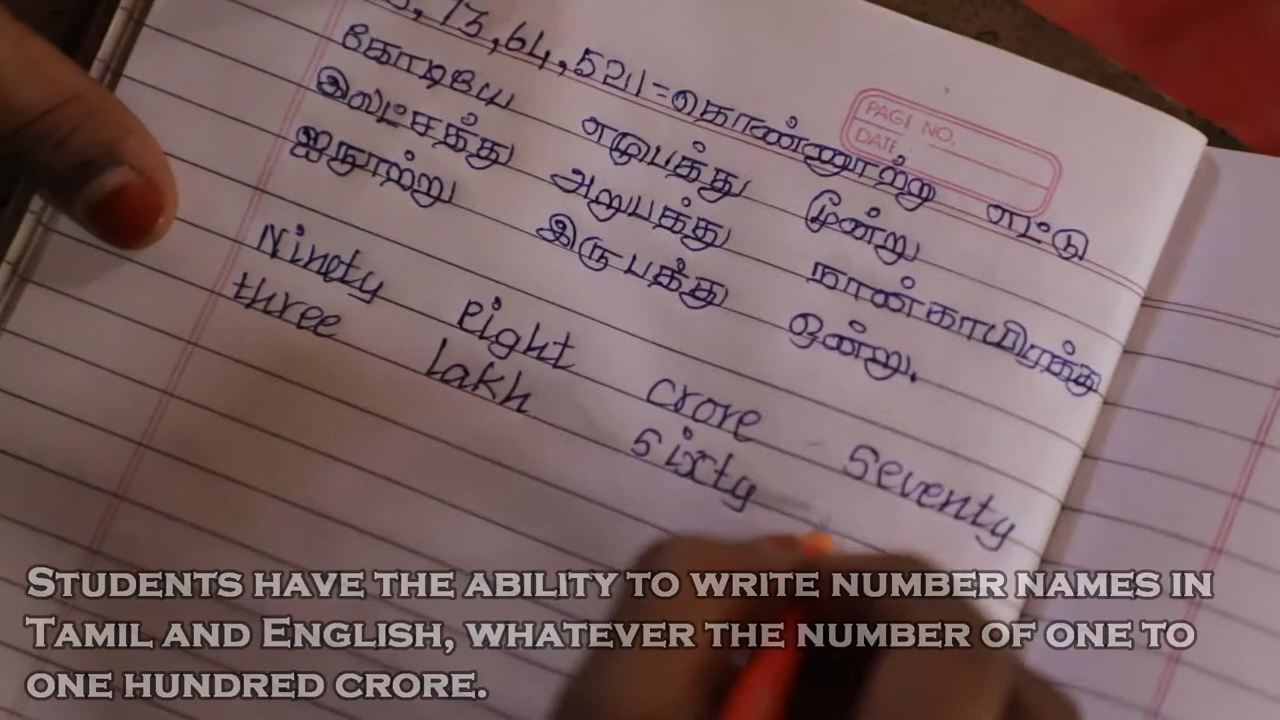 , 73, 64, 521 = தொண்ணூற்று எட்டு
கோடியே எழுபத்து மூன்று
இலட்சத்து அறுபத்து நான்காயிரத்து
ஐநூற்று இருபத்து ஒன்று.
Ninety eight crore seventy
three lakh sixty
PAGE NO.
DATE
STUDENTS HAVE THE ABILITY TO WRITE NUMBER NAMES IN
TAMIL AND ENGLISH, WHATEVER THE NUMBER OF ONE TO
ONE HUNDRED CRORE.